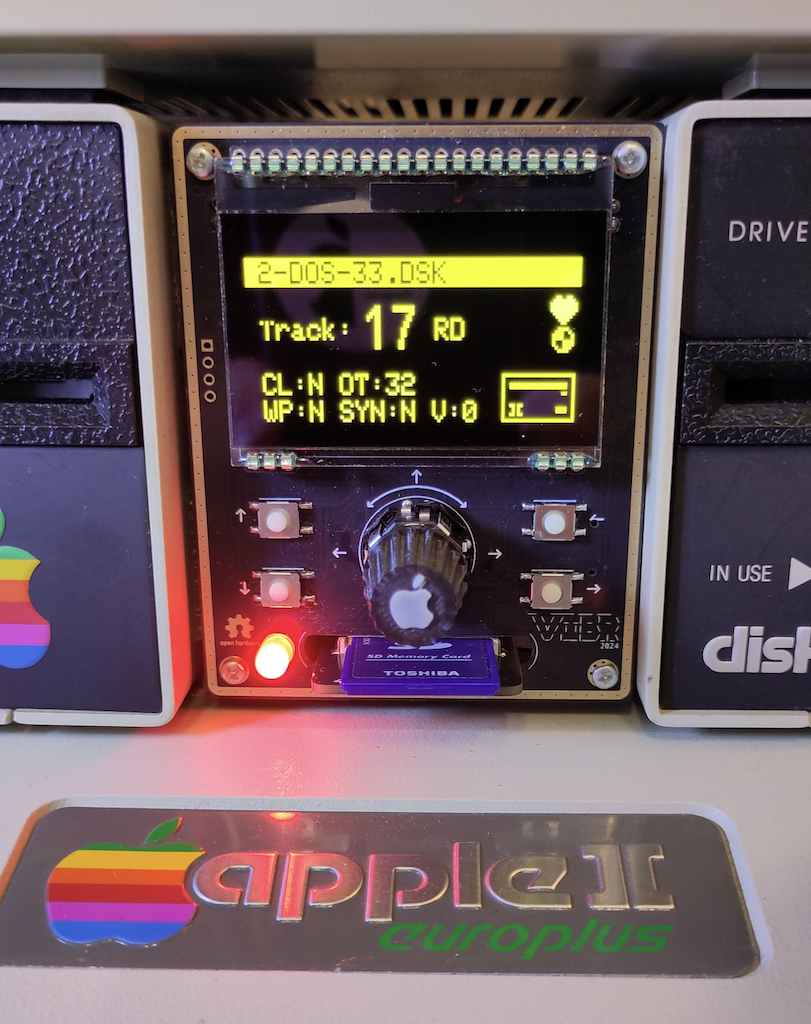 2-DOS-33.DSK
Track: 17 RD
CL:N OT:32
WP:N SYN:N V:0
][
DRIVE
IN USE
disk
open hardware
VIBR
2024
SD Memory Card
TOSHIBA
apple ][
europlus